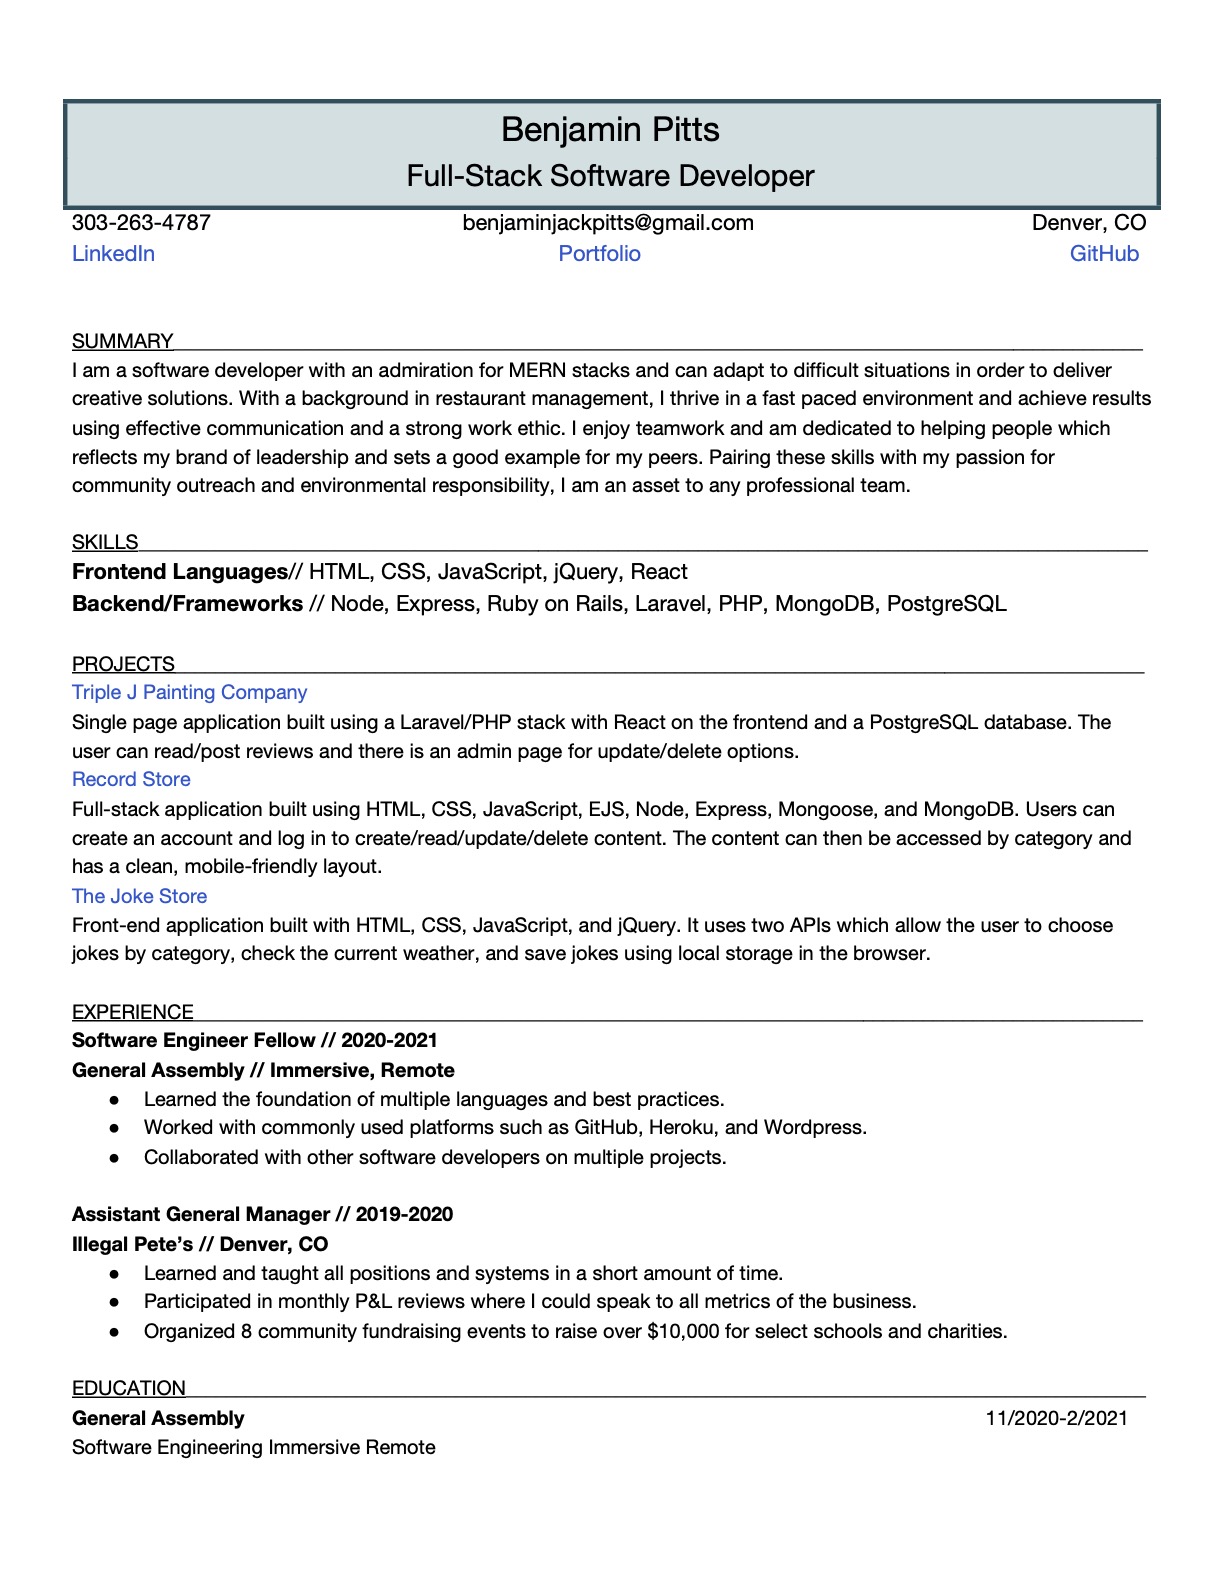 Benjamin Pitts
Full-Stack Software Developer
303-263-4787 benjaminjackpitts@gmail.com Denver, CO
LinkedIn Portfolio GitHub
SUMMARY
I am a software developer with an admiration for MERN stacks and can adapt to difficult situations in order to deliver
creative solutions. With a background in restaurant management, I thrive in a fast paced environment and achieve results
using effective communication and a strong work ethic. I enjoy teamwork and am dedicated to helping people which
reflects my brand of leadership and sets a good example for my peers. Pairing these skills with my passion for
community outreach and environmental responsibility, I am an asset to any professional team.
SKILLS
Frontend Languages// HTML, CSS, JavaScript, jQuery, React
Backend/Frameworks // Node, Express, Ruby on Rails, Laravel, PHP, MongoDB, PostgreSQL
PROJECTS
Triple J Painting Company
Single page application built using a Laravel/PHP stack with React on the frontend and a PostgreSQL database. The
user can read/post reviews and there is an admin page for update/delete options.
Record Store
Full-stack application built using HTML, CSS, JavaScript, EJS, Node, Express, Mongoose, and MongoDB. Users can
create an account and log in to create/read/update/delete content. The content can then be accessed by category and
has a clean, mobile-friendly layout.
The Joke Store
Front-end application built with HTML, CSS, JavaScript, and jQuery. It uses two APIs which allow the user to choose
jokes by category, check the current weather, and save jokes using local storage in the browser.
EXPERIENCE
Software Engineer Fellow // 2020-2021
General Assembly // Immersive, Remote
● Learned the foundation of multiple languages and best practices.
● Worked with commonly used platforms such as GitHub, Heroku, and Wordpress.
● Collaborated with other software developers on multiple projects.
Assistant General Manager // 2019-2020
Illegal Pete’s // Denver, CO
● Learned and taught all positions and systems in a short amount of time.
● Participated in monthly P&L reviews where I could speak to all metrics of the business.
● Organized 8 community fundraising events to raise over $10,000 for select schools and charities.
EDUCATION
General Assembly 11/2020-2/2021
Software Engineering Immersive Remote